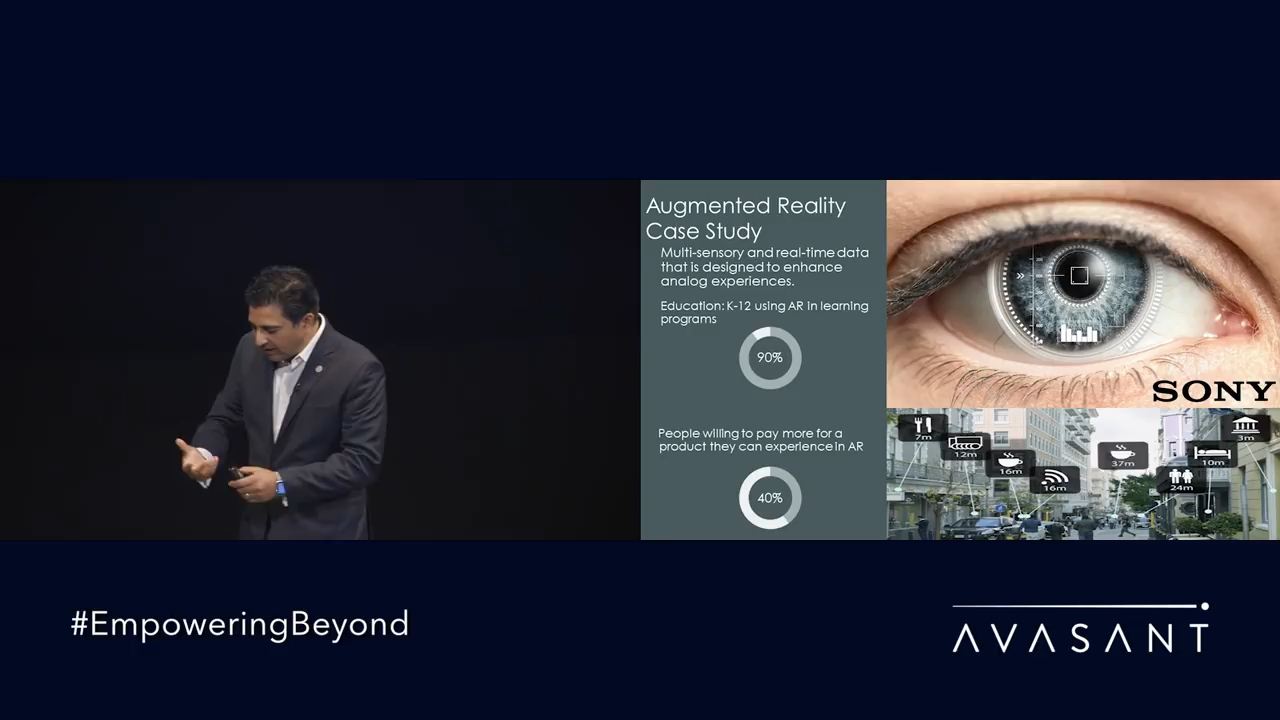 Augmented Reality
Case Study
Multi-sensory and real-time data
that is designed to enhance
analog experiences.
Education: K-12 using AR in learning
programs
90%
People willing to pay more for a
product they can experience in AR
40%
SONY
7m
12m
16m
16m
37m
24m
10m
3m
#EmpoweringBeyond
AVASANT